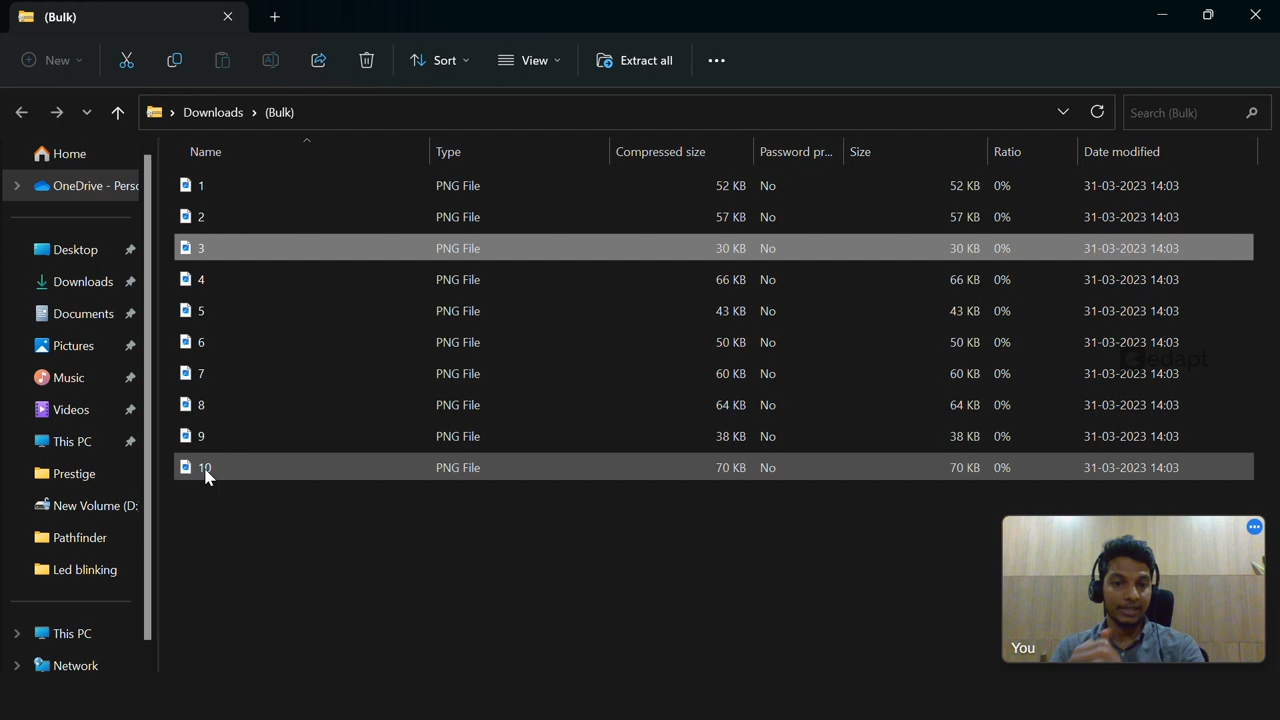 (Bulk)
New Sort View Extract all
Downloads > (Bulk) Search (Bulk)
Name Type Compressed size Password pr... Size Ratio Date modified
1 PNG File 52 KB No 52 KB 0% 31-03-2023 14:03
2 PNG File 57 KB No 57 KB 0% 31-03-2023 14:03
3 PNG File 30 KB No 30 KB 0% 31-03-2023 14:03
4 PNG File 66 KB No 66 KB 0% 31-03-2023 14:03
5 PNG File 43 KB No 43 KB 0% 31-03-2023 14:03
6 PNG File 50 KB No 50 KB 0% 31-03-2023 14:03
7 PNG File 60 KB No 60 KB 0% 31-03-2023 14:03
8 PNG File 64 KB No 64 KB 0% 31-03-2023 14:03
9 PNG File 38 KB No 38 KB 0% 31-03-2023 14:03
10 PNG File 70 KB No 70 KB 0% 31-03-2023 14:03
Home
OneDrive - Perso
Desktop
Downloads
Documents
Pictures
Music
Videos
This PC
Prestige
New Volume (D:
Pathfinder
Led blinking
This PC
Network
edapt
You